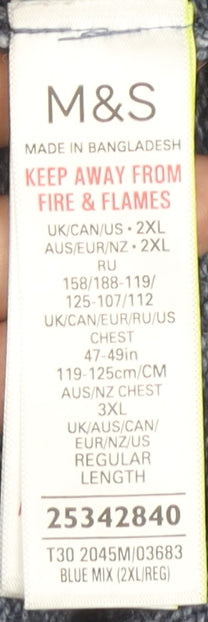 M&S
MADE IN BANGLADESH
KEEP AWAY FROM
FIRE & FLAMES
UK/CAN/US • 2XL
AUS/EUR/NZ • 2XL
RU
158/188-119/
125-107/112
UK/CAN/EUR/RU/US
CHEST
47-49in
119-125cm/CM
AUS/NZ CHEST
3XL
UK/AUS/CAN/
EUR/NZ/US
REGULAR
LENGTH
25342840
T30 2045M/03683
BLUE MIX (2XL/REG)